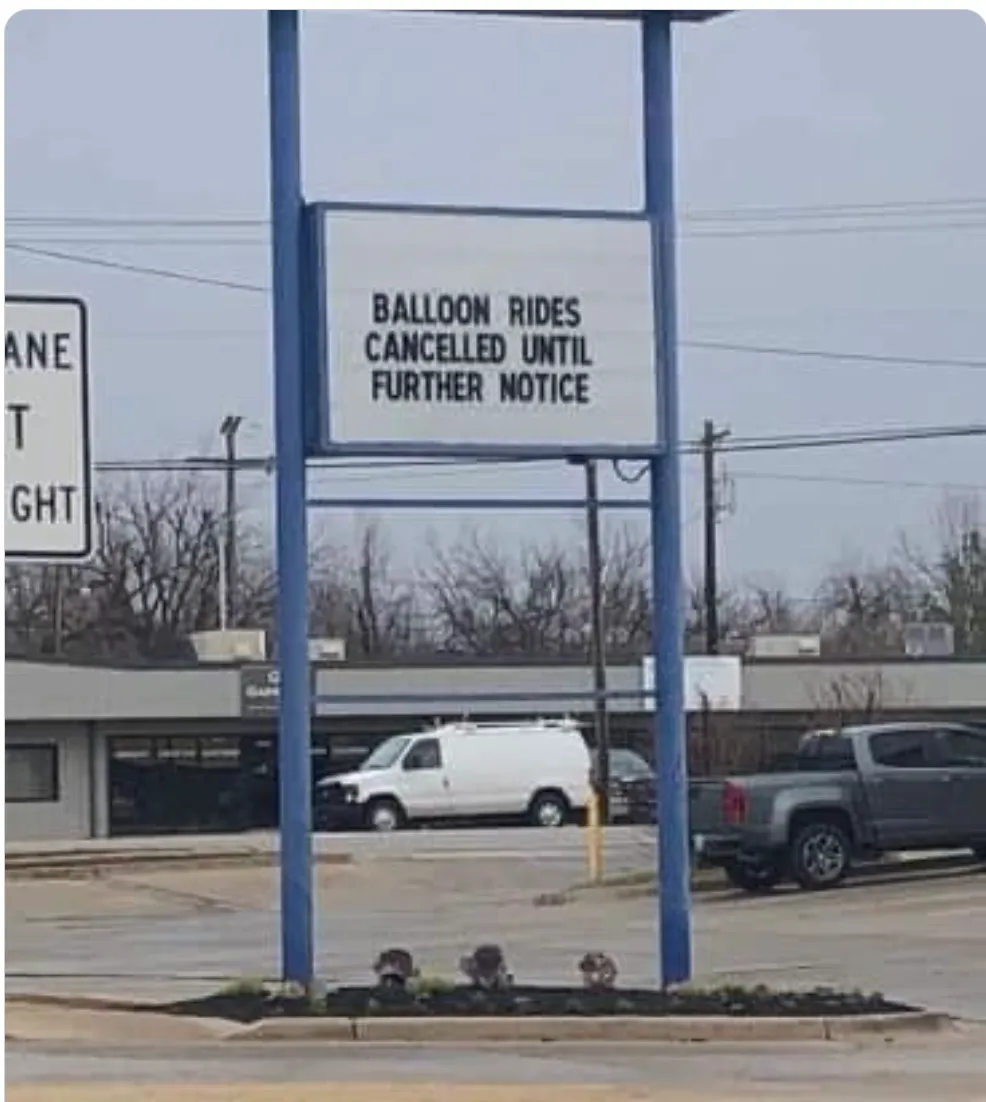 BALLOON RIDES
CANCELLED UNTIL
FURTHER NOTICE
ANE
T
GHT